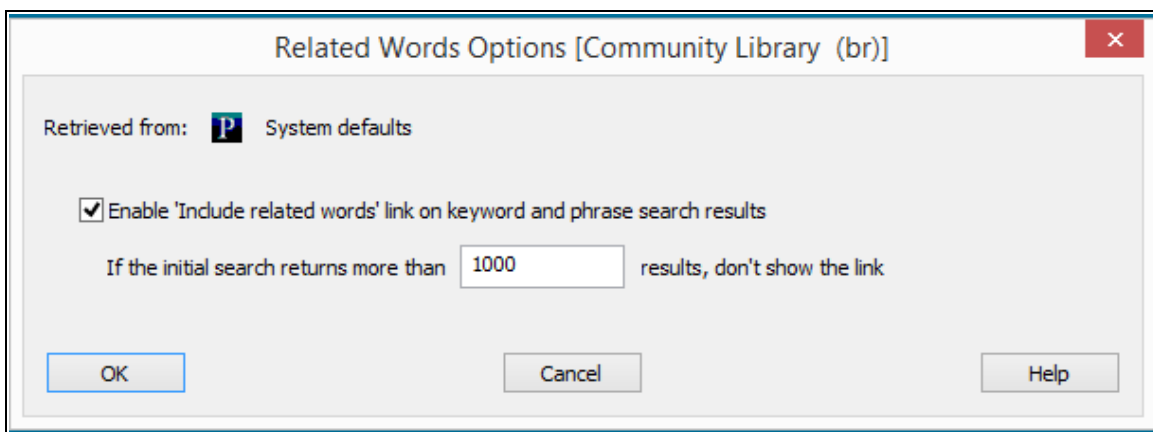 Related Words Options [Community Library (br)]
Retrieved from: P System defaults
Enable 'Include related words' link on keyword and phrase search results
If the initial search returns more than 1000 results, don't show the link
OK Cancel Help